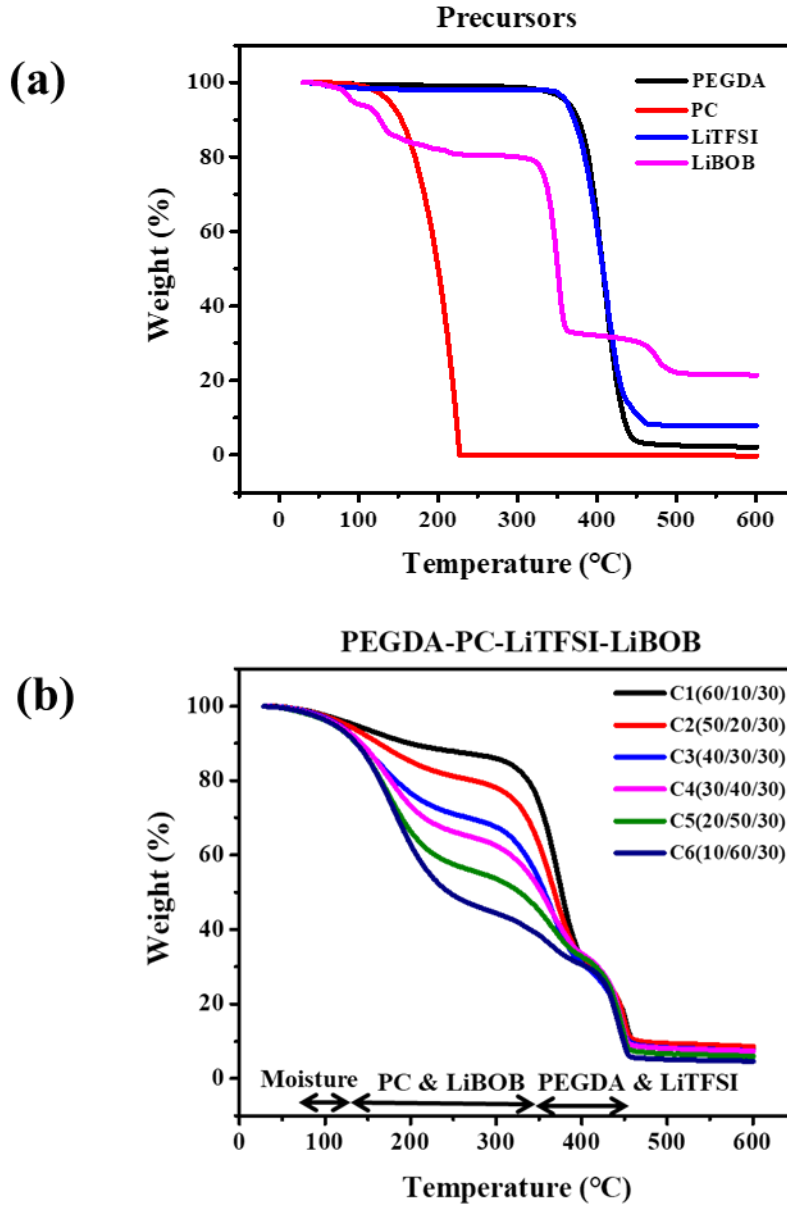 Precursors
(a)
100
80
60
40
20
0
Weight (%)
PEGDA
PC
LiTFSI
LiBOB
0 100 200 300 400 500 600
Temperature (°C)
PEGDA-PC-LiTFSI-LiBOB
(b)
100
80
60
40
20
0
Weight (%)
C1(60/10/30)
C2(50/20/30)
C3(40/30/30)
C4(30/40/30)
C5(20/50/30)
C6(10/60/30)
Moisture PC & LiBOB PEGDA & LiTFSI
0 100 200 300 400 500 600
Temperature (°C)